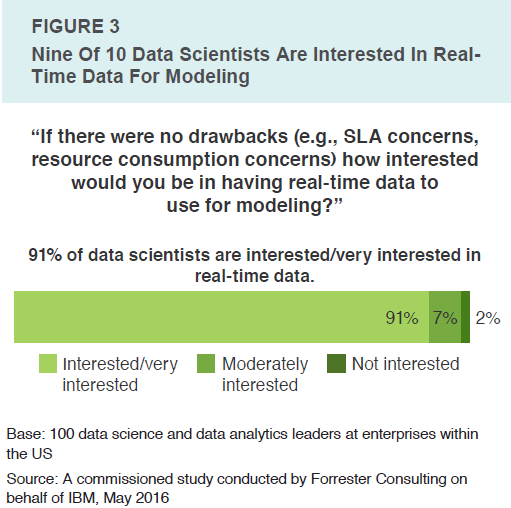 FIGURE 3
Nine Of 10 Data Scientists Are Interested In Real-
Time Data For Modeling
“If there were no drawbacks (e.g., SLA concerns,
resource consumption concerns) how interested
would you be in having real-time data to
use for modeling?”
91% of data scientists are interested/very interested in
real-time data.
91% 7% 2%
Interested/very
interested
Moderately
interested
Not interested
Base: 100 data science and data analytics leaders at enterprises within
the US
Source: A commissioned study conducted by Forrester Consulting on
behalf of IBM, May 2016